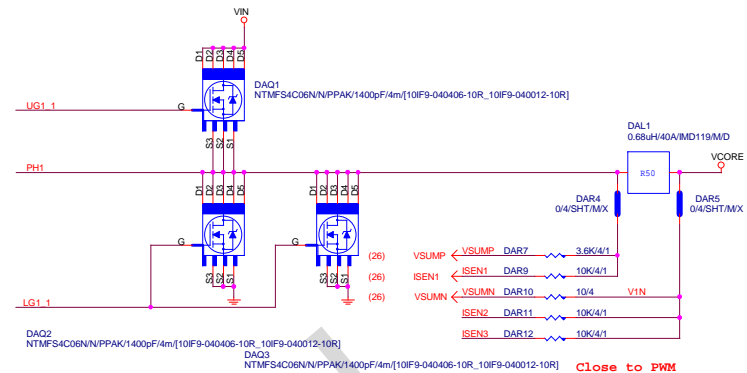 VIN
D1 D2 D3 D4 D5
DAQ1
NTMFS4C06N/N/PPAK/1400pF/4m/[10IF9-040406-10R_10IF9-040012-10R]
UG1_1
G
S3 S2 S1
DAL1
0.68uH/40A/IMD119/M/D
VCORE
PH1
R50
D1 D2 D3 D4 D5
D1 D2 D3 D4 D5
DAR4
0/4/SHT/M/X
DAR5
0/4/SHT/M/X
G
G
S3 S2 S1
S3 S2 S1
(26) VSUMP VSUMP DAR7 3.6K/4/1
(26) ISEN1 ISEN1 DAR9 10K/4/1
(26) VSUMN VSUMN DAR10 10/4 V1N
LG1_1
ISEN2 DAR11 10K/4/1
ISEN3 DAR12 10K/4/1
DAQ2
NTMFS4C06N/N/PPAK/1400pF/4m/[10IF9-040406-10R_10IF9-040012-10R]
DAQ3
NTMFS4C06N/N/PPAK/1400pF/4m/[10IF9-040406-10R_10IF9-040012-10R]
Close to PWM